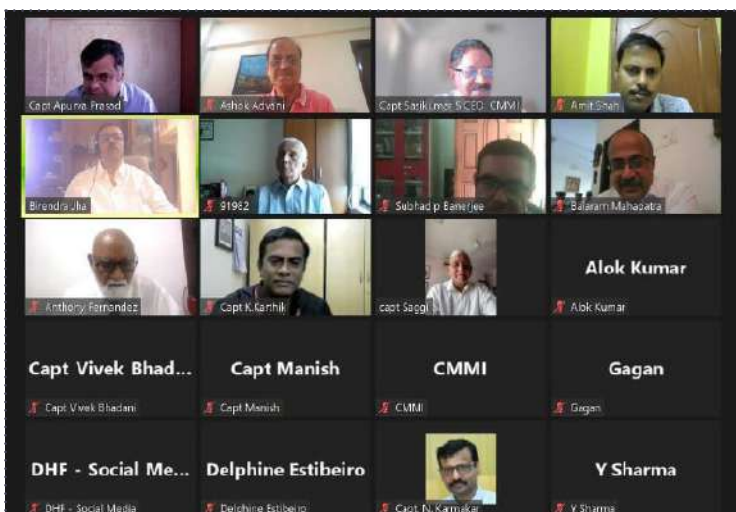 Capt Apurva Prasad
Ashok Advani
Capt Sasikumar S CEO, CMMI
Amit Shah
Birendra Jha
91982
Subhadip Banerjee
Balaram Mahapatra
Anthony Fernandez
Capt K.Karthik
capt Saggi
Alok Kumar
Alok Kumar
Capt Vivek Bhad...
Capt Vivek Bhadani
Capt Manish
Capt Manish
CMMI
CMMI
Gagan
Gagan
DHF - Social Me...
DHF - Social Media
Delphine Estibeiro
Delphine Estibeiro
Capt. N. Karmakar
Y Sharma
Y Sharma